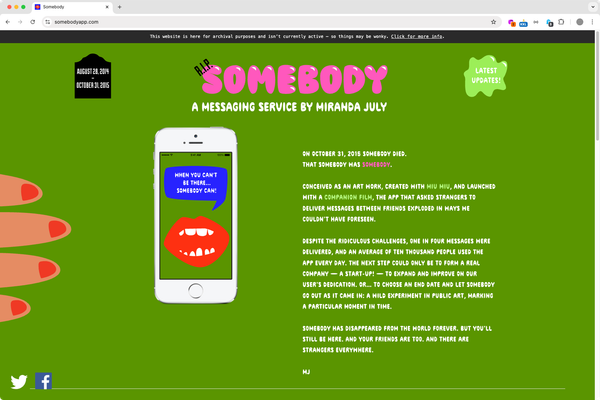 Somebody
somebodyapp.com
This website is here for archival purposes and isn't currently active — so things may be wonky. Click for more info.
AUGUST 28, 2014
–
OCTOBER 31, 2015
R.I.P.
SOMEBODY
A MESSAGING SERVICE BY MIRANDA JULY
LATEST
UPDATES!
WHEN YOU CAN'T
BE THERE...
SOMEBODY CAN!
ON OCTOBER 31, 2015 SOMEBODY DIED.
THAT SOMEBODY WAS SOMEBODY.
CONCEIVED AS AN ART WORK, CREATED WITH MIU MIU, AND LAUNCHED
WITH A COMPANION FILM, THE APP THAT ASKED STRANGERS TO
DELIVER MESSAGES BETWEEN FRIENDS EXPLODED IN WAYS WE
COULDN'T HAVE FORESEEN.
DESPITE THE RIDICULOUS CHALLENGES, ONE IN FOUR MESSAGES WERE
DELIVERED, AND AN AVERAGE OF TEN THOUSAND PEOPLE USED THE
APP EVERY DAY. THE NEXT STEP COULD ONLY BE TO FORM A REAL
COMPANY — A START-UP! — TO EXPAND AND IMPROVE ON OUR
USER'S DEDICATION. OR... TO CHOOSE AN END DATE AND LET SOMEBODY
GO OUT AS IT CAME IN: A MILD EXPERIMENT IN PUBLIC ART, MARKING
A PARTICULAR MOMENT IN TIME.
SOMEBODY HAS DISAPPEARED FROM THE WORLD FOREVER. BUT YOU'LL
STILL BE HERE. AND YOUR FRIENDS ARE TOO. AND THERE ARE
STRANGERS EVERYWHERE.
MJ